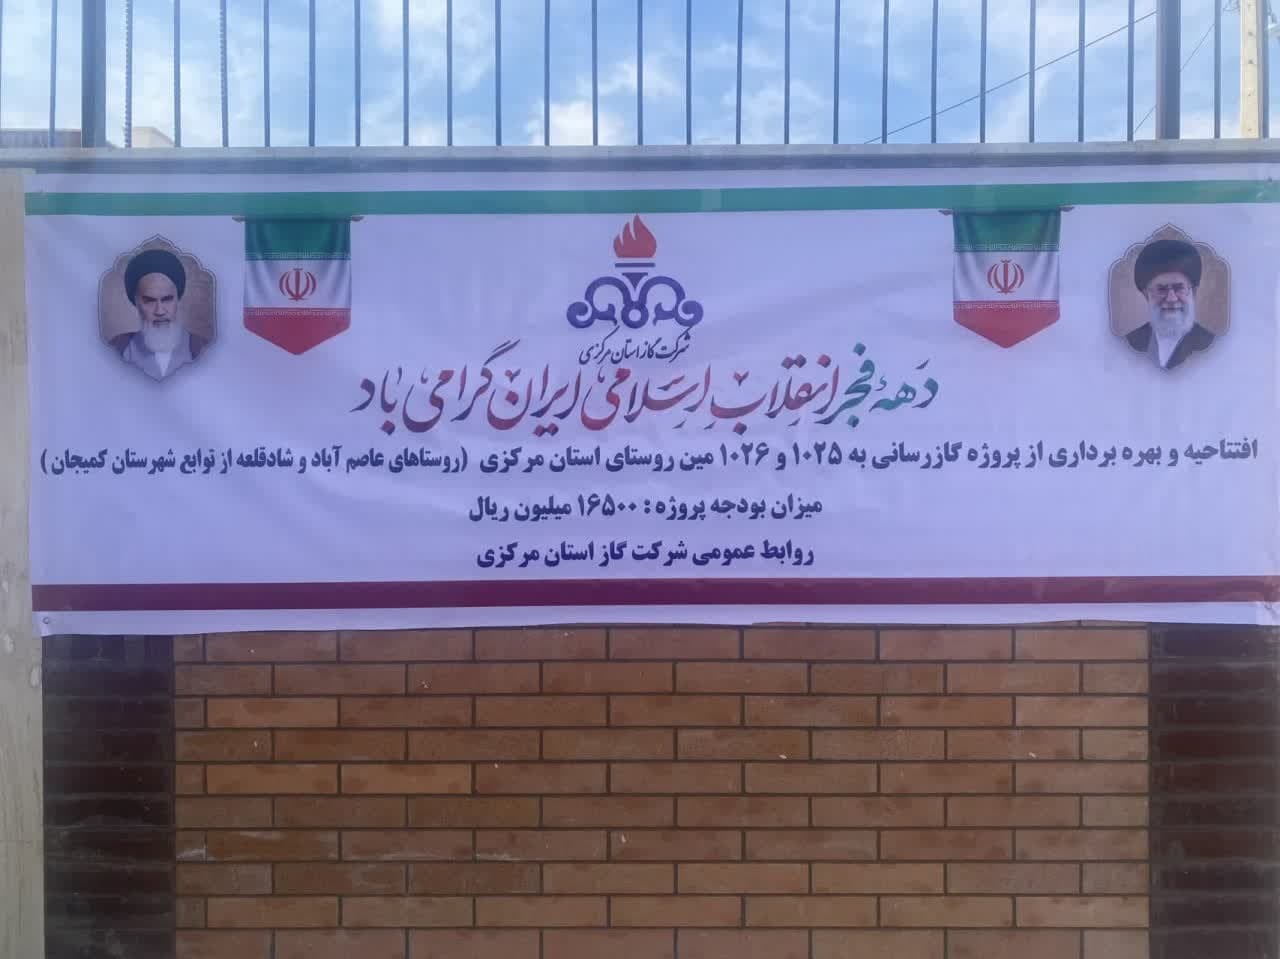 شرکت گاز استان مرکزی
دههٔ فجر انقلاب اسلامی ایران گرامی باد
افتتاحیه و بهره برداری از پروژه گازرسانی به ۱۰۲۵ و ۱۰۲۶ مین روستای استان مرکزی (روستاهای عاصم آباد و شادقلعه از توابع شهرستان کمیجان )
میزان بودجه پروژه : ۱۶۵۰۰ میلیون ریال
روابط عمومی شرکت گاز استان مرکزی